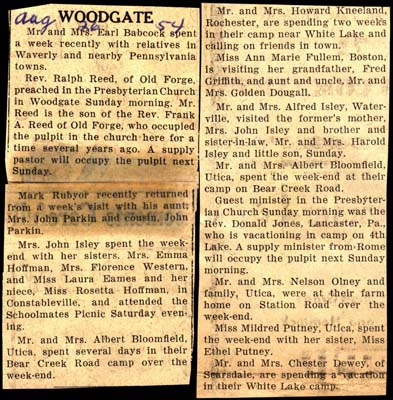 Aug 26 54
WOODGATE
Mr. and Mrs. Earl Babcock spent
a week recently with relatives in
Waverly and nearby Pennsylvania
towns.
Rev. Ralph Reed, of Old Forge,
preached in the Presbyterian Church
in Woodgate Sunday morning. Mr.
Reed is the son of the Rev. Frank
A. Reed of Old Forge, who occupied
the pulpit in the church here for a
time several years ago. A supply
pastor will occupy the pulpit next
Sunday.
Mark Rubyor recently returned
from a week's visit with his aunt;
Mrs. John Parkin and cousin, John
Parkin.
Mrs. John Isley spent the week-
end with her sisters. Mrs. Emma
Hoffman, Mrs. Florence Western,
and Miss Laura Eames and her
niece, Miss Rosetta Hoffman, in
Constableville, and attended the
Schoolmates Picnic Saturday even-
ing.
Mr. and Mrs. Albert Bloomfield,
Utica, spent several days in their
Bear Creek Road camp over the
week-end.
Mr. and Mrs. Howard Kneeland,
Rochester, are spending two weeks
in their camp near White Lake and
calling on friends in town.
Miss Ann Marie Fullem, Boston,
is visiting her grandfather, Fred
Griffith, and aunt and uncle, Mr. and
Mrs. Golden Dougall.
Mr. and Mrs. Alfred Isley, Water-
ville, visited the former's mother,
Mrs. John Isley and brother and
sister-in-law, Mr. and Mrs. Harold
Isley and little son, Sunday.
Mr. and Mrs. Albert Bloomfield,
Utica, spent the week-end at their
camp on Bear Creek Road.
Guest minister in the Presbyter-
ian Church Sunday morning was the
Rev. Donald Jones, Lancaster, Pa.,
who is vacationing in camp on 4th
Lake. A supply minister from Rome
will occupy the pulpit next Sunday
morning.
Mr. and Mrs. Nelson Olney and
family, Utica, were at their farm
home on Station Road over the
week-end.
Miss Mildred Putney, Utica, spent
the week-end with her sister, Miss
Ethel Putney.
Mr. and Mrs. Chester Dewey, of
Scarsdale, are spending a vacation
in their White Lake camp.